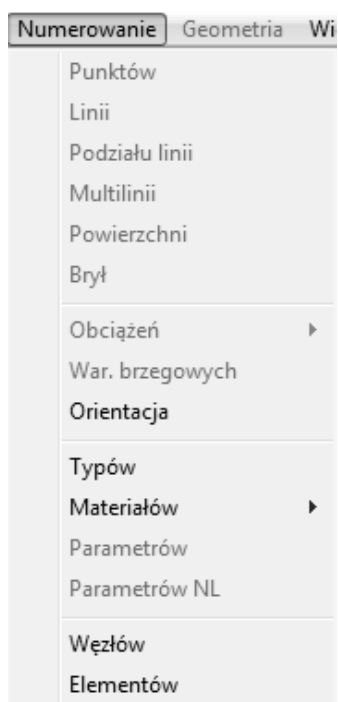 Numerowanie Geometria Wi
Punktów
Linii
Podziału linii
Multilinii
Powierzchni
Brył
Obciążeń
War. brzegowych
Orientacja
Typów
Materiałów
Parametrów
Parametrów NL
Węzłów
Elementów